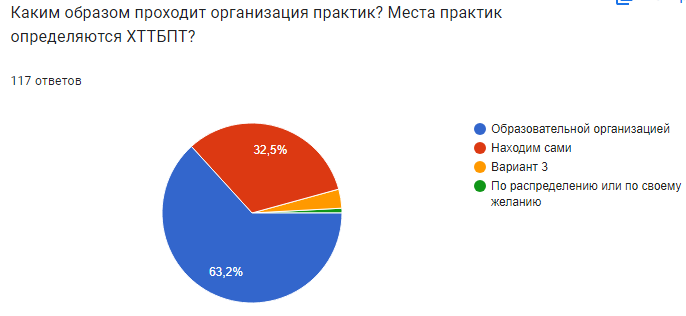 Каким образом проходит организация практик? Места практик
определяются ХТТБПТ?
117 ответов
32,5%
63,2%
Образовательной организацией
Находим сами
Вариант 3
По распределению или по своему
желанию